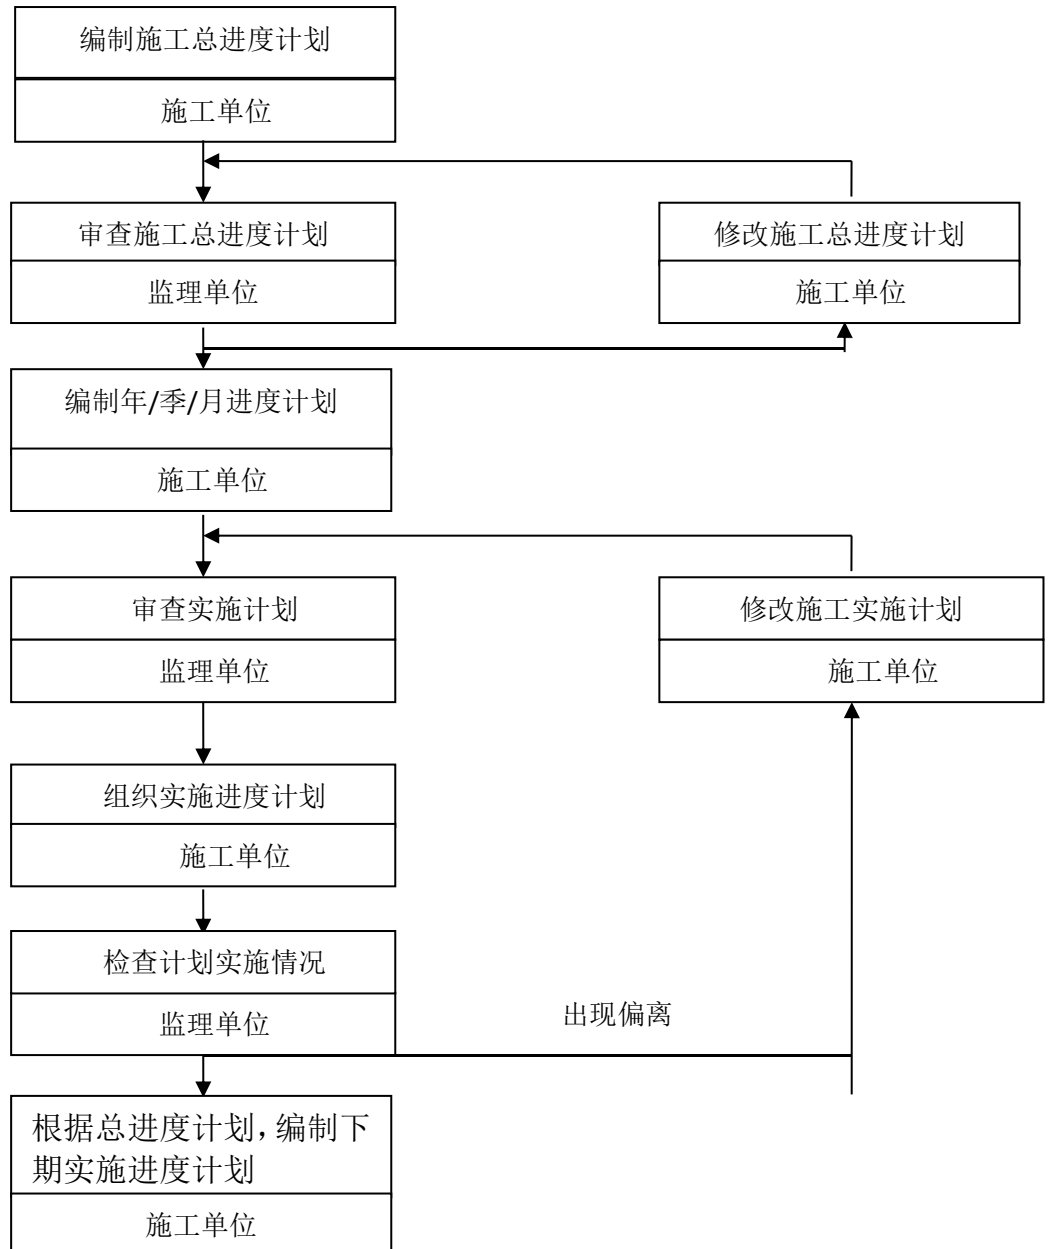 编制施工总进度计划
施工单位
审查施工总进度计划
修改施工总进度计划
监理单位
施工单位
编制年/季/月进度计划
施工单位
审查实施计划
修改施工实施计划
监理单位
施工单位
组织实施进度计划
施工单位
检查计划实施情况
监理单位
出现偏离
根据总进度计划，编制下
期实施进度计划
施工单位